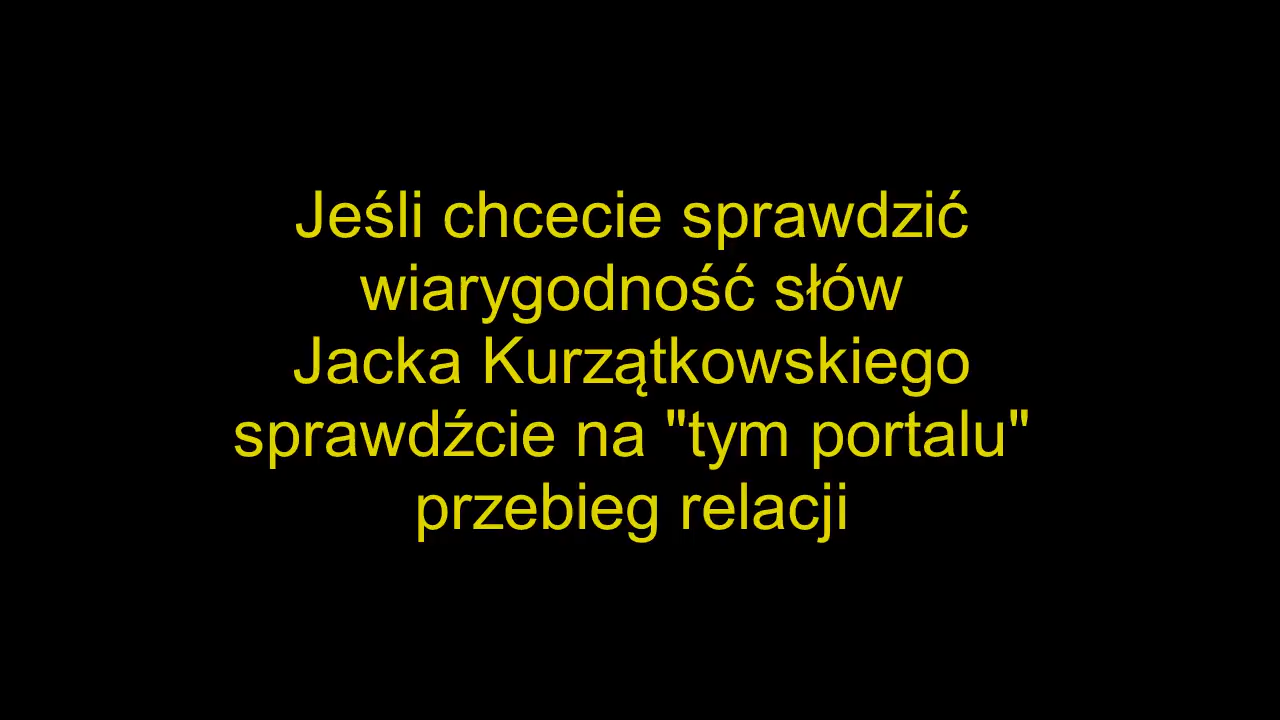 Jeśli chcecie sprawdzić
wiarygodność słów
Jacka Kurzątkowskiego
sprawdźcie na "tym portalu"
przebieg relacji